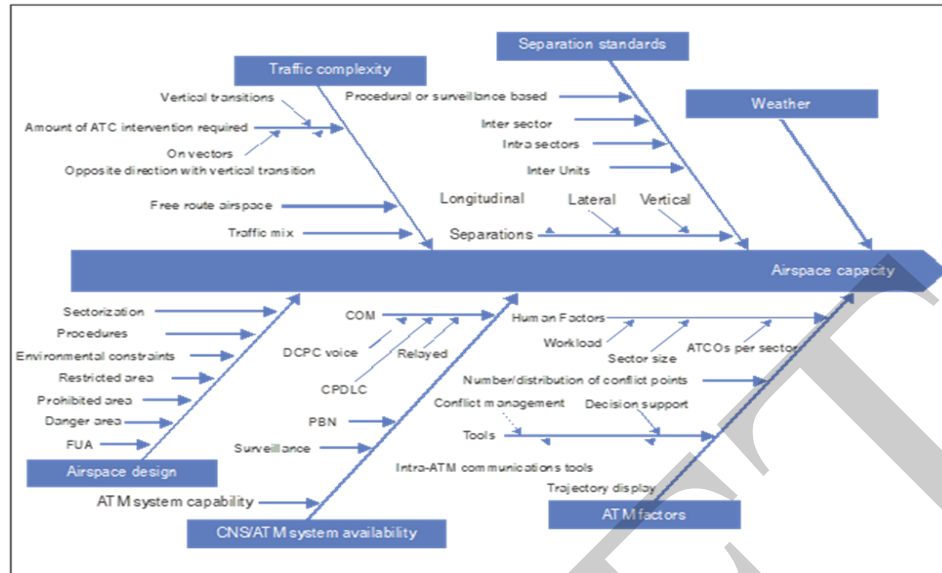 Separation standards
Traffic complexity
Vertical transitions
Procedural or surveillance based
Weather
Amount of ATC intervention required
Inter sector
On vectors
Intra sectors
Opposite direction with vertical transition
Inter Units
Longitudinal
Lateral
Vertical
Free route airspace
Traffic mix
Separations
Airspace capacity
Sectorization
COM
Human Factors
Procedures
Workload
ATCOs per sector
DCPC voice
Relayed
Environmental constraints
Sector size
Restricted area
CPDLC
Number/distribution of conflict points
Prohibited area
Conflict management
Decision support
Danger area
PBN
Tools
FUA
Surveillance
Airspace design
Intra-ATM communications tools
Trajectory display
ATM system capability
ATM factors
CNS/ATM system availability